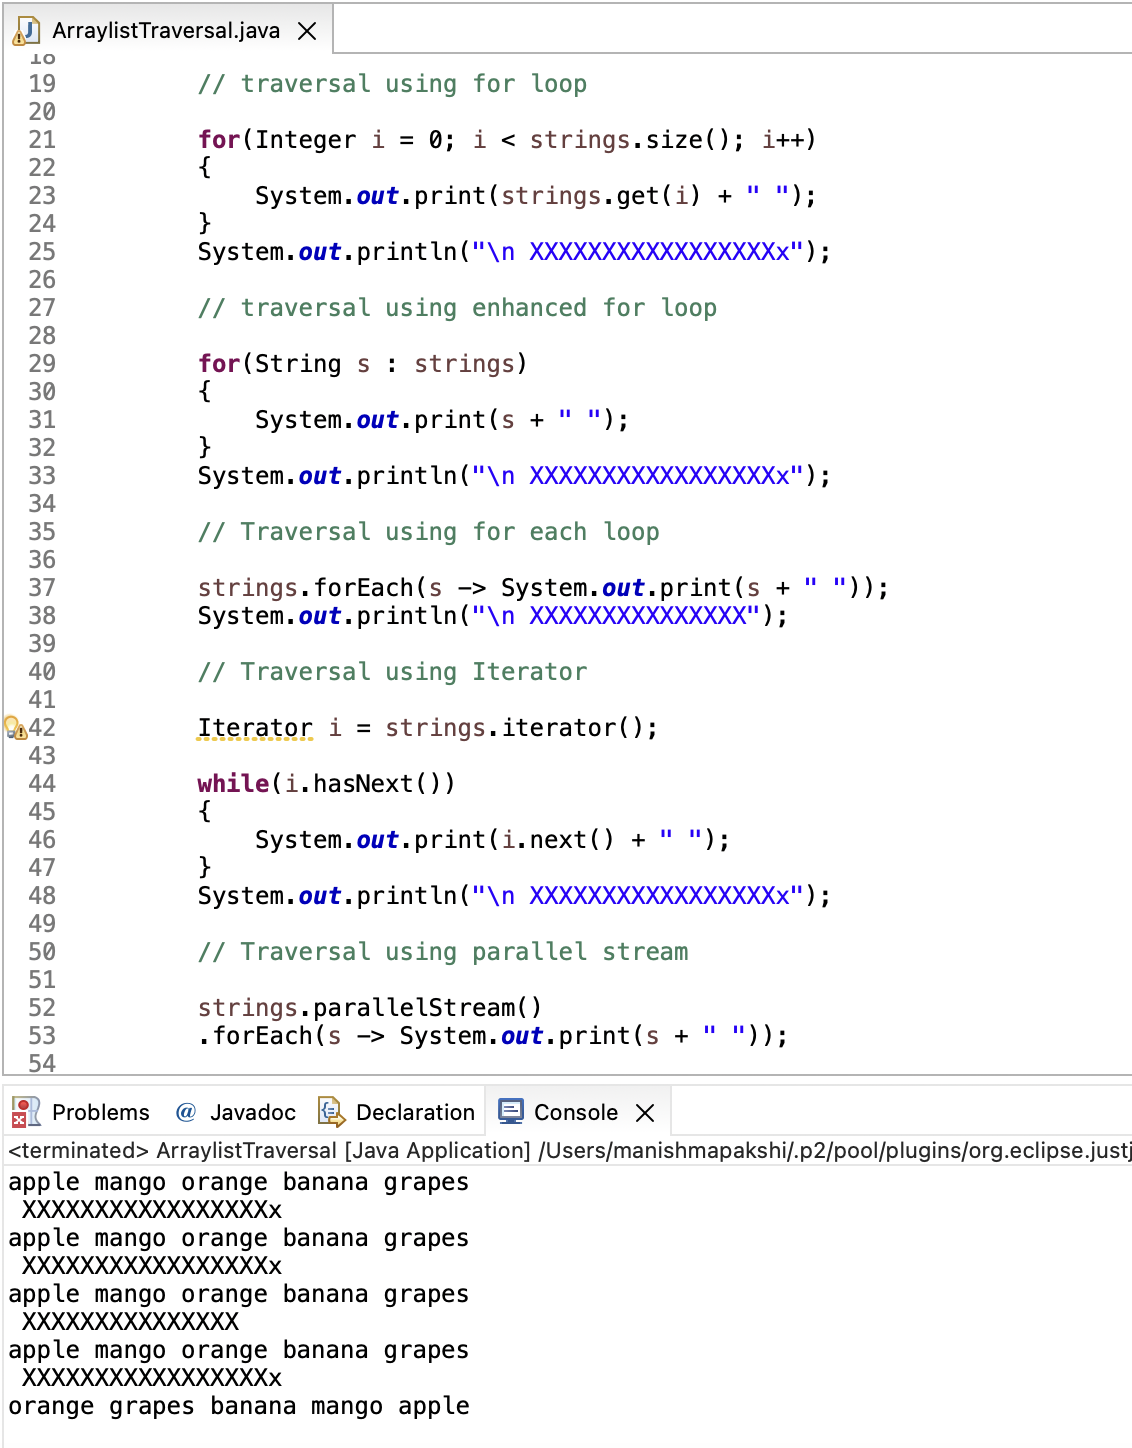 ArraylistTraversal.java
18
19 // traversal using for loop
20
21 for(Integer i = 0; i < strings.size(); i++)
22 {
23 System.out.print(strings.get(i) + " ");
24 }
25 System.out.println("\n XXXXXXXXXXXXXXXXXx");
26
27 // traversal using enhanced for loop
28
29 for(String s : strings)
30 {
31 System.out.print(s + " ");
32 }
33 System.out.println("\n XXXXXXXXXXXXXXXXXx");
34
35 // Traversal using for each loop
36
37 strings.forEach(s -> System.out.print(s + " "));
38 System.out.println("\n XXXXXXXXXXXXXXX");
39
40 // Traversal using Iterator
41
42 Iterator i = strings.iterator();
43
44 while(i.hasNext())
45 {
46 System.out.print(i.next() + " ");
47 }
48 System.out.println("\n XXXXXXXXXXXXXXXXXx");
49
50 // Traversal using parallel stream
51
52 strings.parallelStream()
53 .forEach(s -> System.out.print(s + " "));
54
Problems @ Javadoc Declaration Console
<terminated> ArraylistTraversal [Java Application] /Users/manishmapakshi/.p2/pool/plugins/org.eclipse.justj
apple mango orange banana grapes
XXXXXXXXXXXXXXXXXx
apple mango orange banana grapes
XXXXXXXXXXXXXXXXXx
apple mango orange banana grapes
XXXXXXXXXXXXXXX
apple mango orange banana grapes
XXXXXXXXXXXXXXXXXx
orange grapes banana mango apple